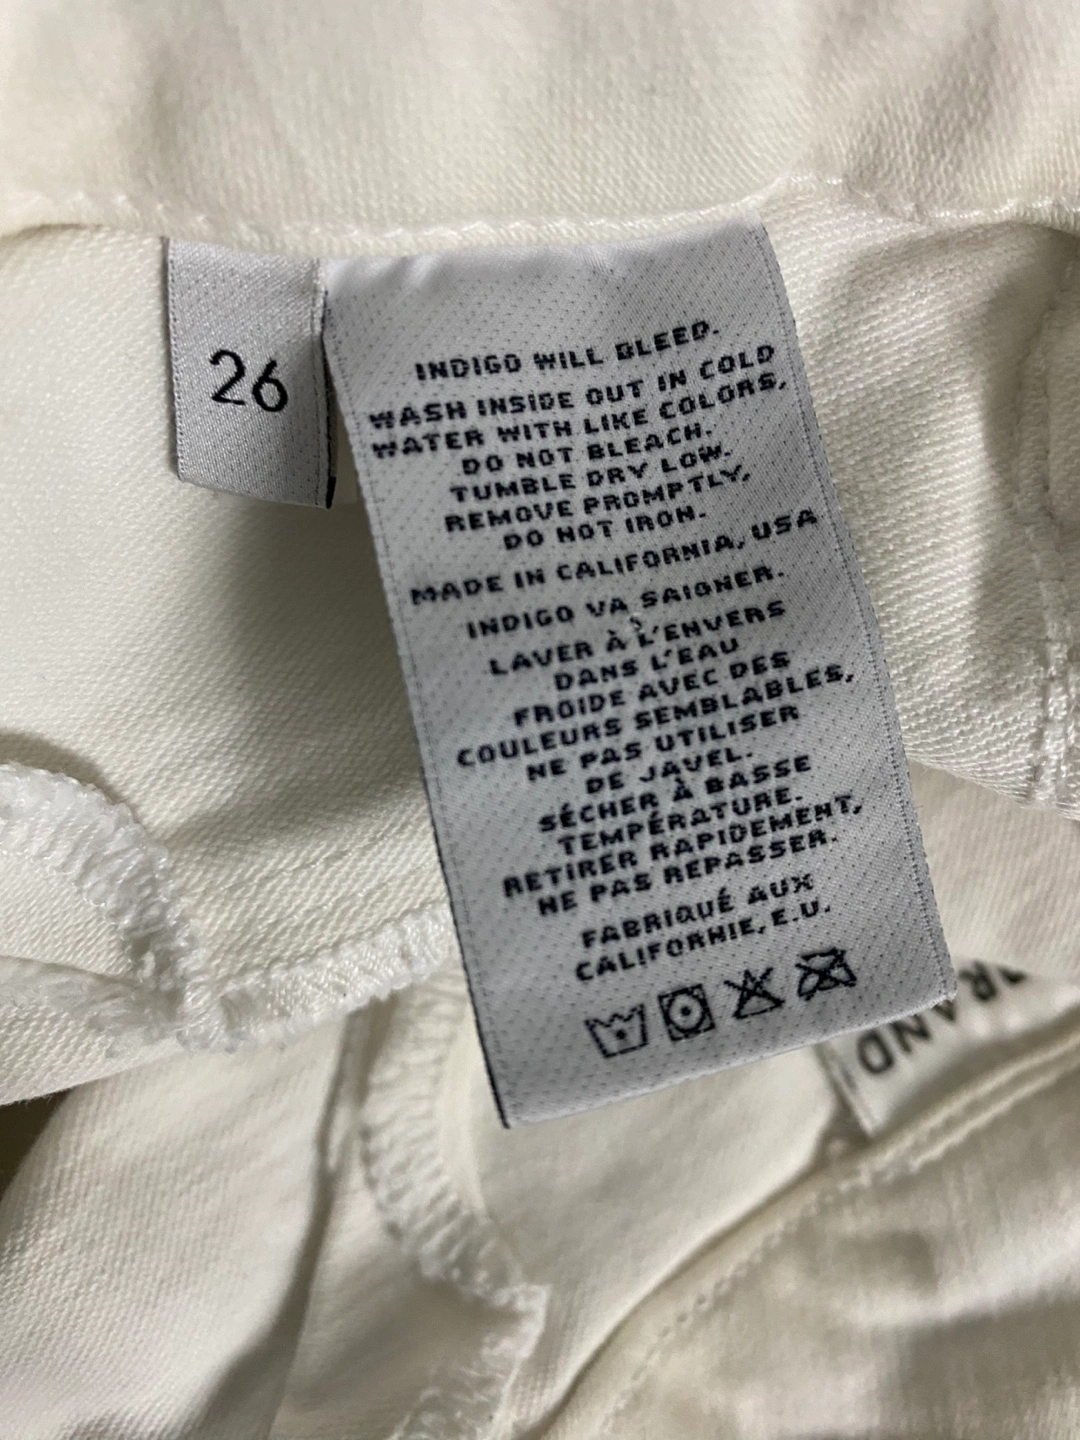 26
INDIGO WILL BLEED.
WASH INSIDE OUT IN COLD
WATER WITH LIKE COLORS,
DO NOT BLEACH.
TUMBLE DRY LOW.
REMOVE PROMPTLY,
DO NOT IRON.
MADE IN CALIFORNIA, USA
INDIGO VA SAIGNER.
LAVER À L'ENVERS
DANS L'EAU
FROIDE AVEC DES
COULEURS SEMBLABLES,
NE PAS UTILISER
DE JAVEL.
SÉCHER À BASSE
TEMPÉRATURE.
RETIRER RAPIDEMENT,
NE PAS REPASSER.
FABRIQUÉ AUX
CALIFORNIE, E.U.